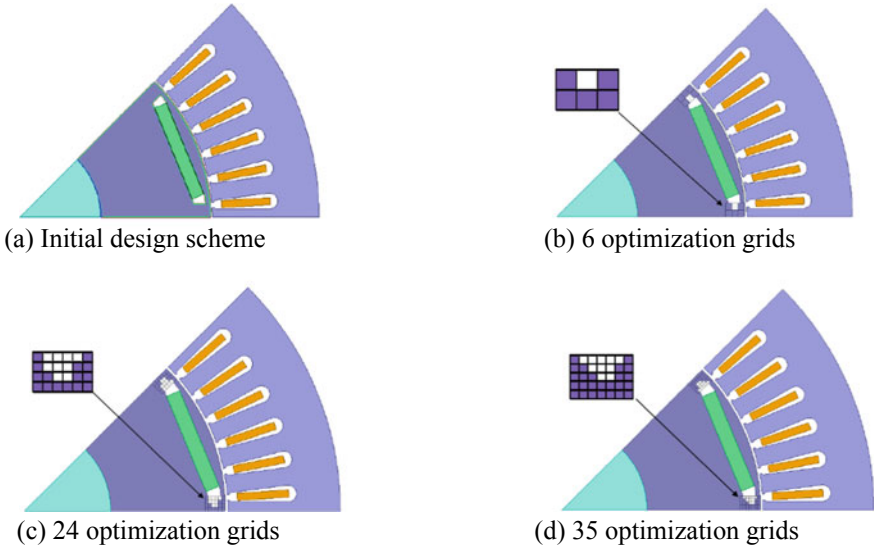 (a) Initial design scheme
(b) 6 optimization grids
(c) 24 optimization grids
(d) 35 optimization grids